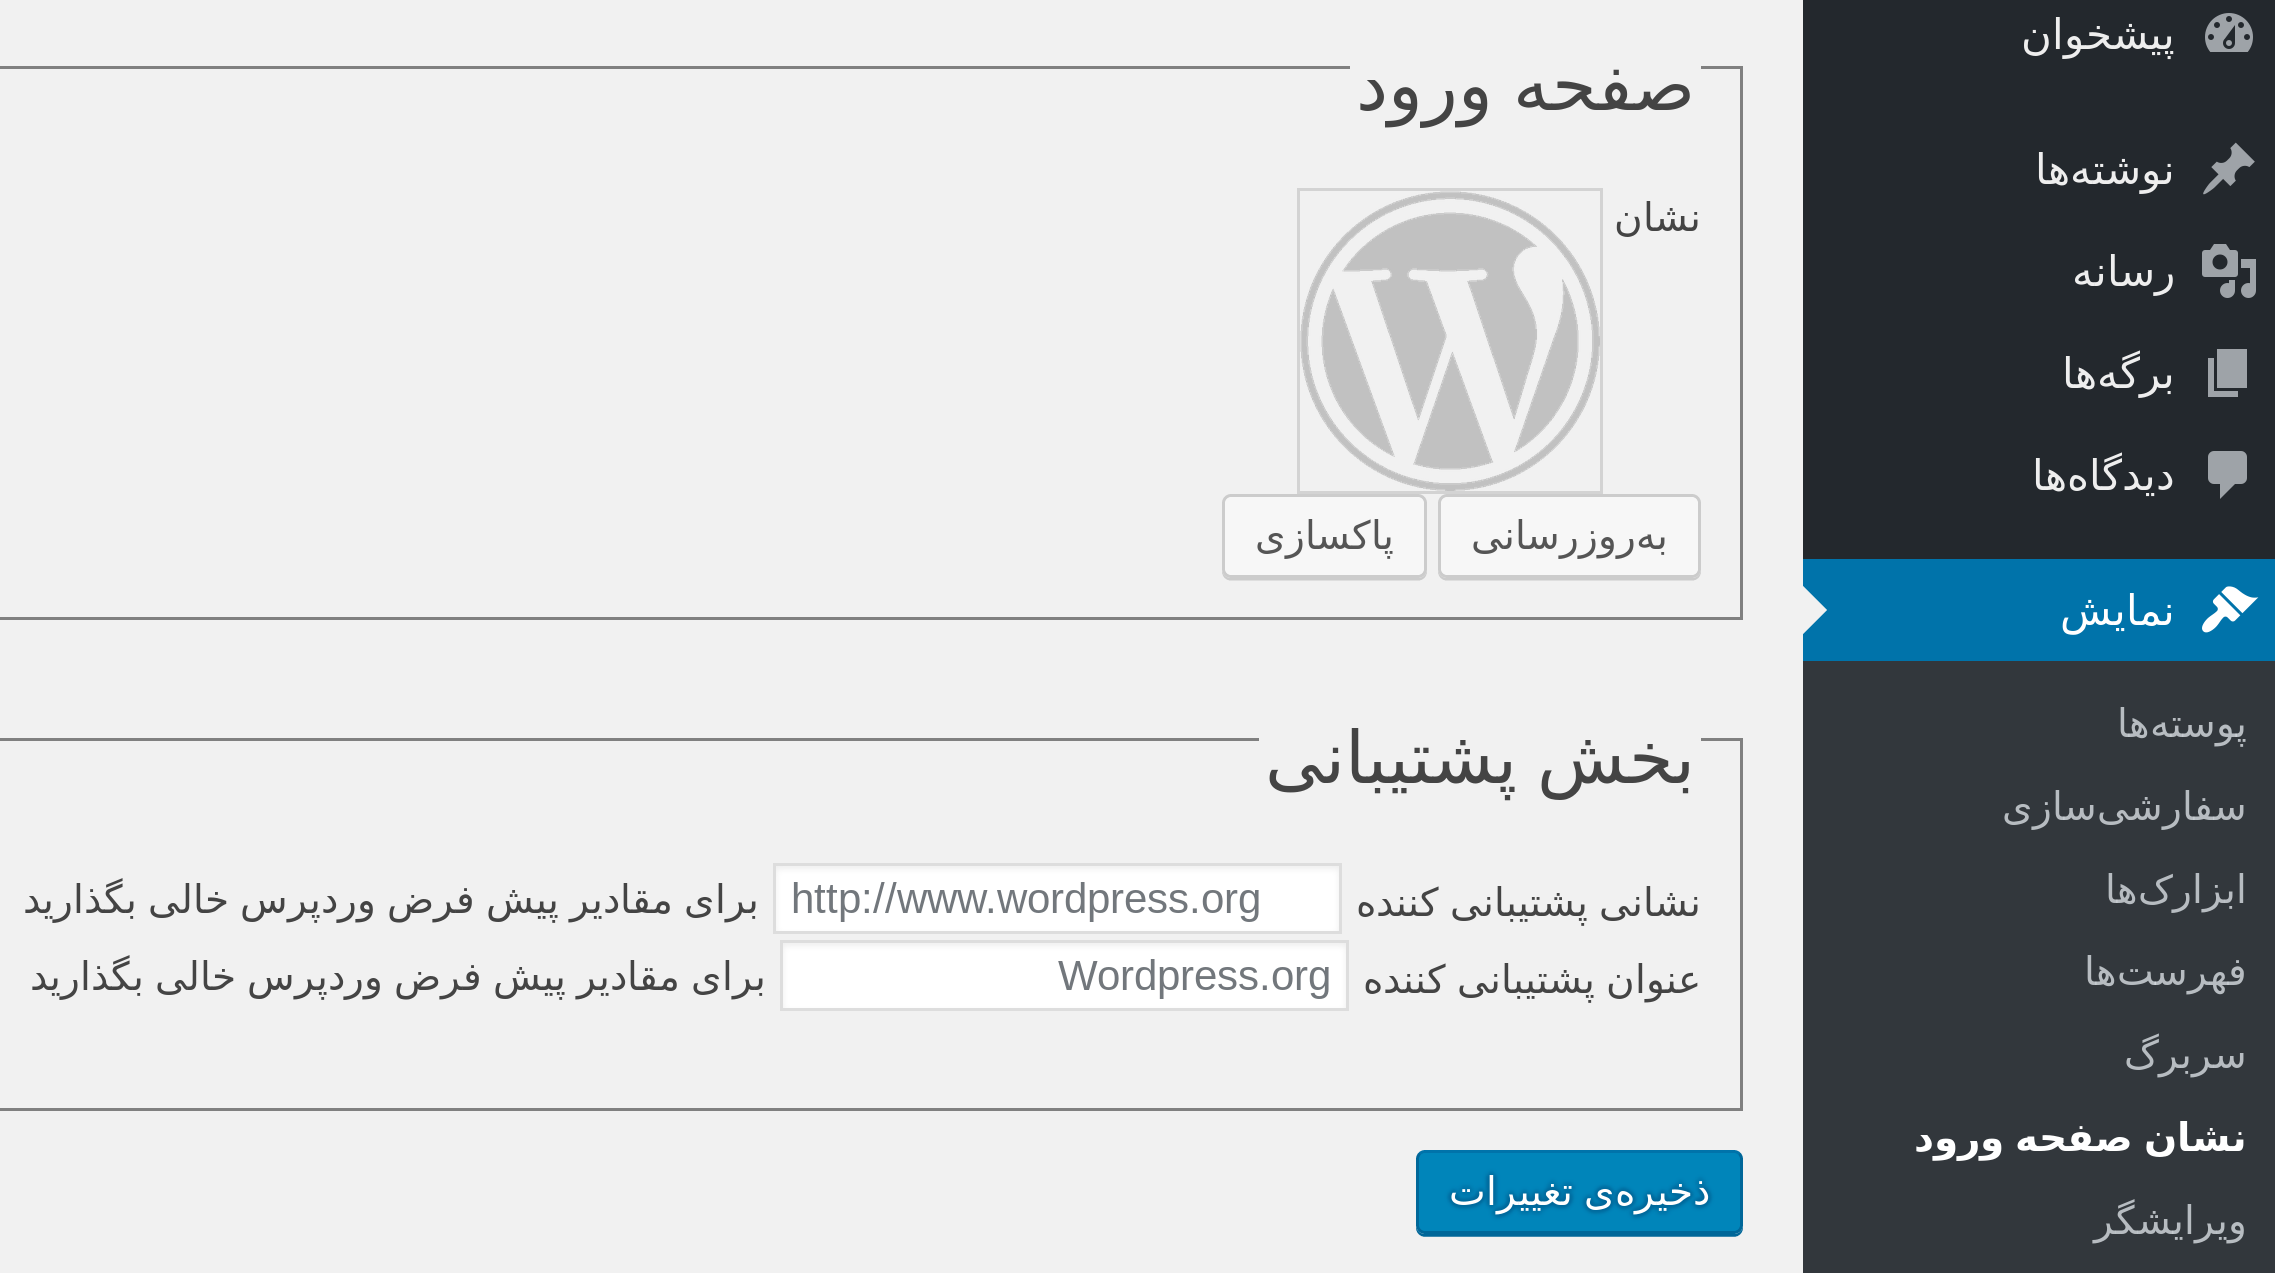 پیشخوان
نوشته‌ها
رسانه
برگه‌ها
دیدگاه‌ها
نمایش
پوسته‌ها
سفارشی‌سازی
ابزارک‌ها
فهرست‌ها
سربرگ
نشان صفحه ورود
ویرایشگر
صفحه ورود
نشان
به‌روزرسانی پاکسازی
بخش پشتیبانی
نشانی پشتیبانی کننده http://www.wordpress.org برای مقادیر پیش فرض وردپرس خالی بگذارید
عنوان پشتیبانی کننده Wordpress.org برای مقادیر پیش فرض وردپرس خالی بگذارید
ذخیره‌ی تغییرات